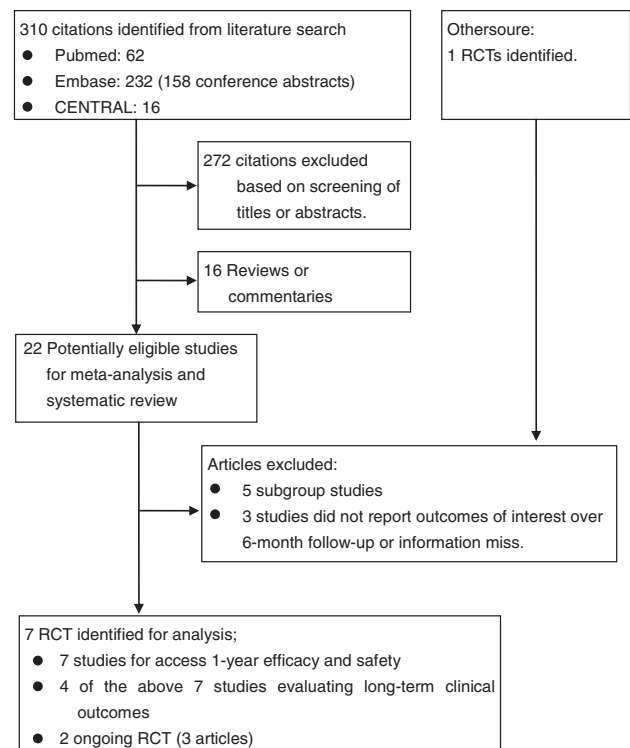 310 citations identified from literature search
● Pubmed: 62
● Embase: 232 (158 conference abstracts)
● CENTRAL: 16
Othersoure:
1 RCTs identified.
272 citations excluded
based on screening of
titles or abstracts.
16 Reviews or
commentaries
22 Potentially eligible studies
for meta-analysis and
systematic review
Articles excluded:
● 5 subgroup studies
● 3 studies did not report outcomes of interest over
6-month follow-up or information miss.
7 RCT identified for analysis;
● 7 studies for access 1-year efficacy and safety
● 4 of the above 7 studies evaluating long-term clinical
outcomes
● 2 ongoing RCT (3 articles)